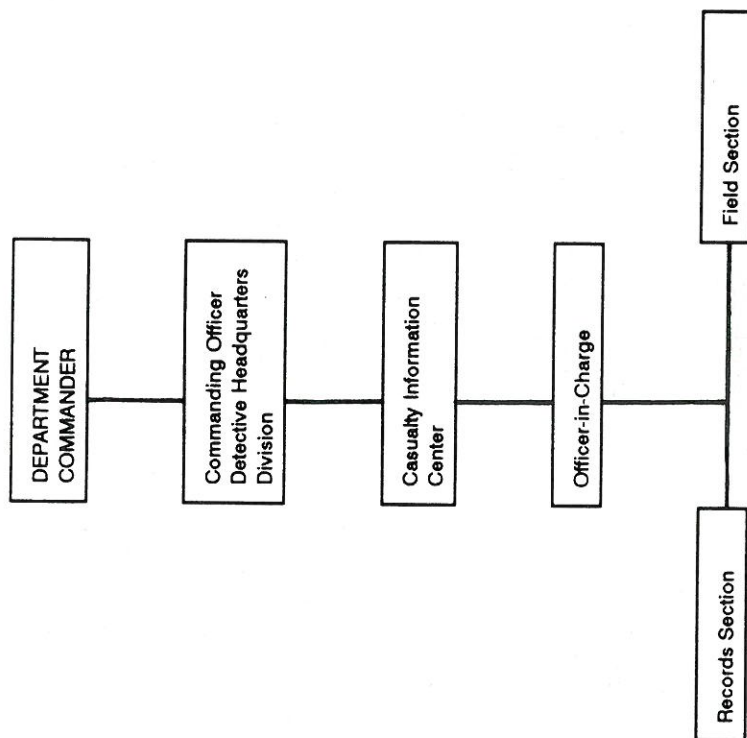 DEPARTMENT
COMMANDER
Commanding Officer
Detective Headquarters
Division
Casualty Information
Center
Officer-in-Charge
Records Section
Field Section